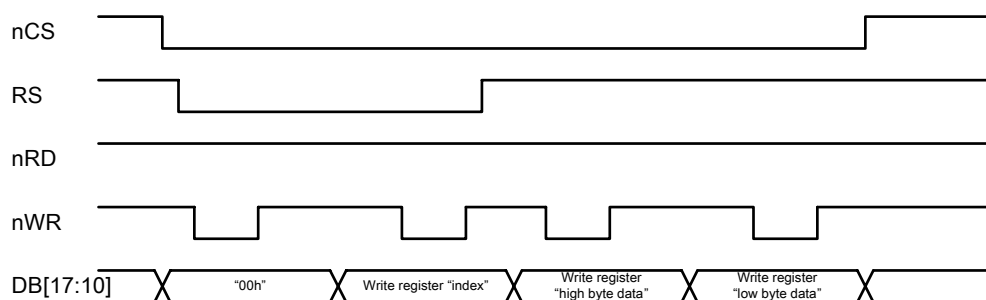 nCS
RS
nRD
nWR
DB[17:10]
“00h”
Write register “index”
Write register
“high byte data”
Write register
“low byte data”